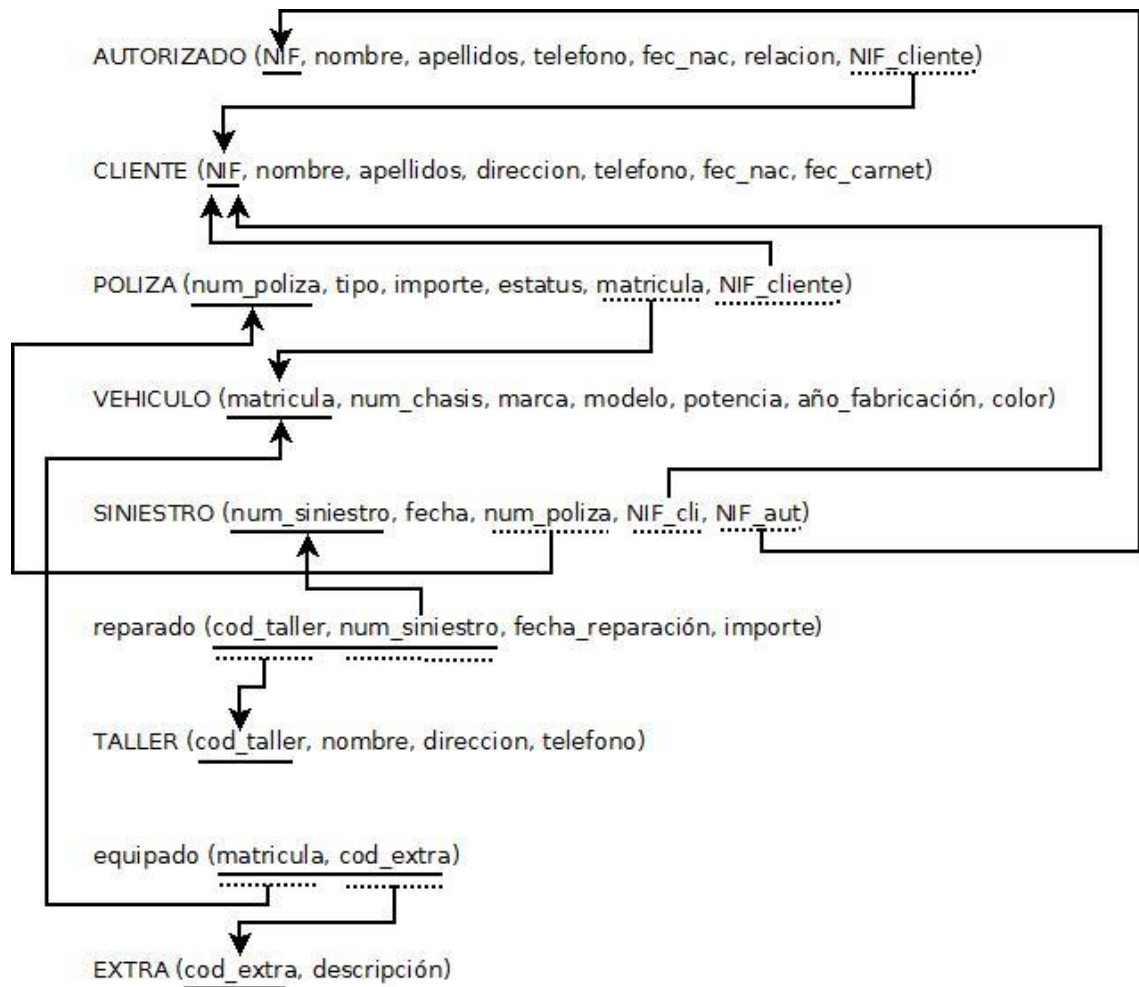 AUTORIZADO (NIF, nombre, apellidos, telefono, fec_nac, relacion, NIF_cliente)
CLIENTE (NIF, nombre, apellidos, direccion, telefono, fec_nac, fec_carnet)
POLIZA (num_poliza, tipo, importe, estatus, matricula, NIF_cliente)
VEHICULO (matricula, num_chasis, marca, modelo, potencia, año_fabricación, color)
SINIESTRO (num_siniestro, fecha, num_poliza, NIF_cli, NIF_aut)
reparado (cod_taller, num_siniestro, fecha_reparación, importe)
TALLER (cod_taller, nombre, direccion, telefono)
equipado (matricula, cod_extra)
EXTRA (cod_extra, descripción)